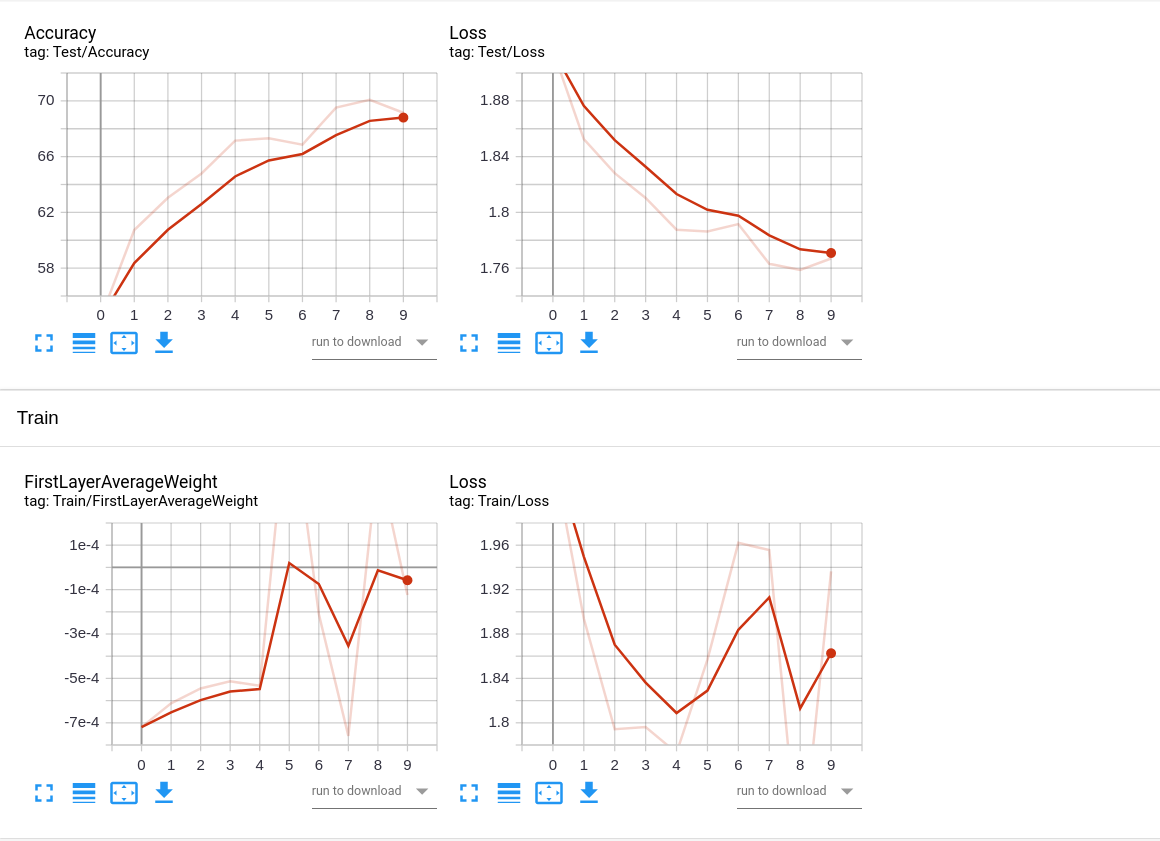 Accuracy
tag: Test/Accuracy
70
66
62
58
0 1 2 3 4 5 6 7 8 9
run to download
Loss
tag: Test/Loss
1.88
1.84
1.8
1.76
0 1 2 3 4 5 6 7 8 9
run to download
Train
FirstLayerAverageWeight
tag: Train/FirstLayerAverageWeight
1e-4
-1e-4
-3e-4
-5e-4
-7e-4
0 1 2 3 4 5 6 7 8 9
run to download
Loss
tag: Train/Loss
1.96
1.92
1.88
1.84
1.8
0 1 2 3 4 5 6 7 8 9
run to download